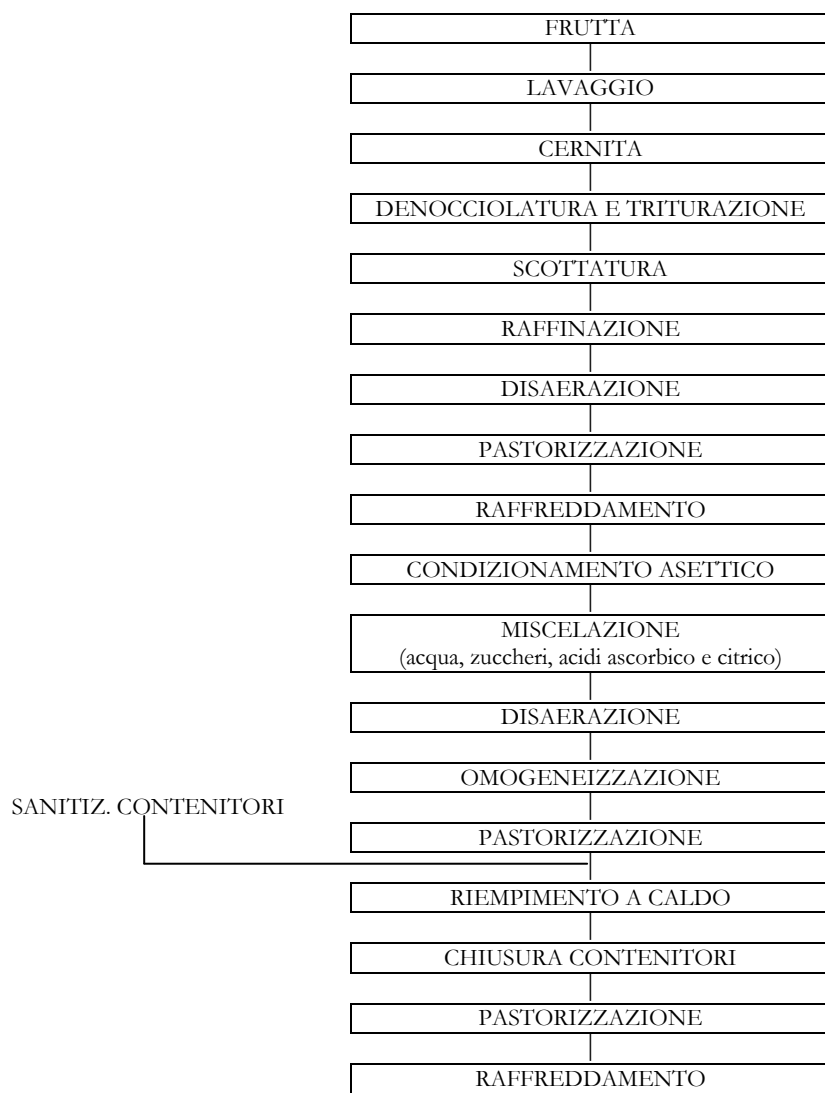 FRUTTA
LAVAGGIO
CERNITA
DENOCCIOLATURA E TRITURAZIONE
SCOTTATURA
RAFFINAZIONE
DISAERAZIONE
PASTORIZZAZIONE
RAFFREDDAMENTO
CONDIZIONAMENTO ASETTICO
MISCELAZIONE
(acqua, zuccheri, acidi ascorbico e citrico)
DISAERAZIONE
OMOGENEIZZAZIONE
SANITIZ. CONTENITORI
PASTORIZZAZIONE
RIEMPIMENTO A CALDO
CHIUSURA CONTENITORI
PASTORIZZAZIONE
RAFFREDDAMENTO